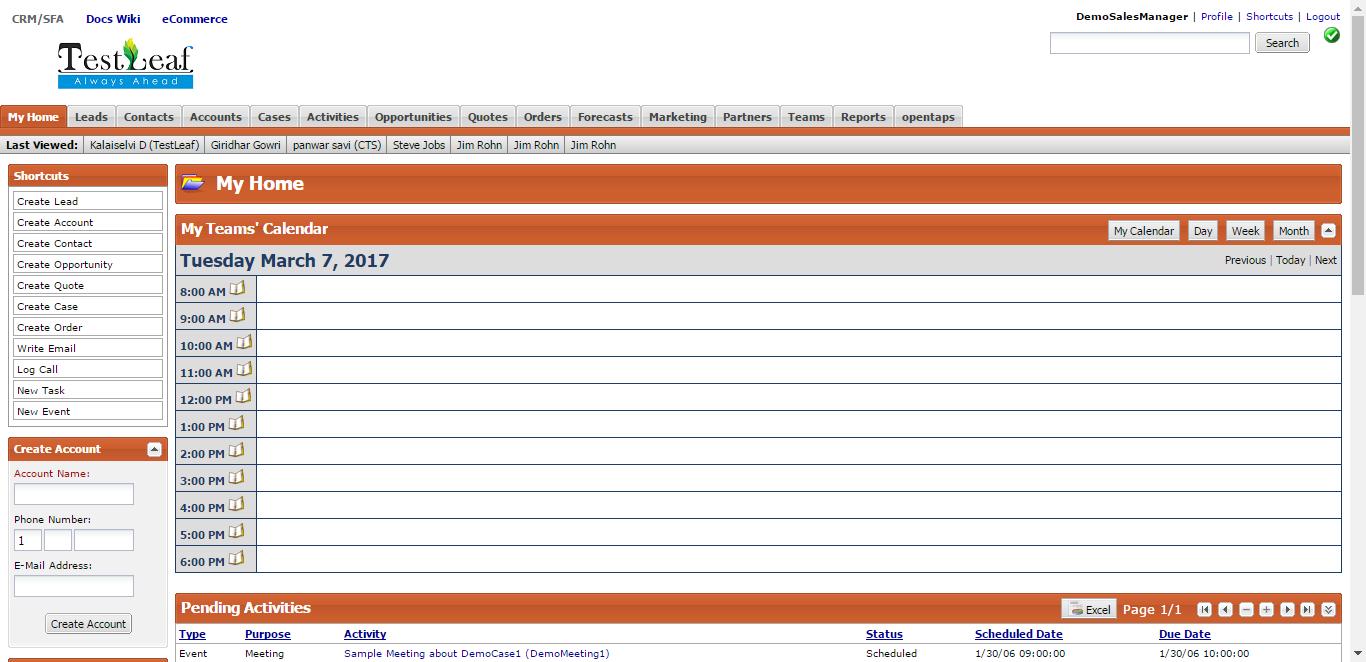 CRM/SFA Docs Wiki eCommerce
DemoSalesManager | Profile | Shortcuts | Logout
Search
TestLeaf
Always Ahead
My Home Leads Contacts Accounts Cases Activities Opportunities Quotes Orders Forecasts Marketing Partners Teams Reports opentaps
Last Viewed: Kalaiselvi D (TestLeaf) Giridhar Gowri panwar savi (CTS) Steve Jobs Jim Rohn Jim Rohn Jim Rohn
Shortcuts
Create Lead
Create Account
Create Contact
Create Opportunity
Create Quote
Create Case
Create Order
Write Email
Log Call
New Task
New Event
Create Account
Account Name:
Phone Number:
1
E-Mail Address:
Create Account
My Home
My Teams' Calendar My Calendar Day Week Month
Tuesday March 7, 2017 Previous | Today | Next
8:00 AM
9:00 AM
10:00 AM
11:00 AM
12:00 PM
1:00 PM
2:00 PM
3:00 PM
4:00 PM
5:00 PM
6:00 PM
Pending Activities Excel Page 1/1
Type Purpose Activity Status Scheduled Date Due Date
Event Meeting Sample Meeting about DemoCase1 (DemoMeeting1) Scheduled 1/30/06 09:00:00 1/30/06 10:00:00